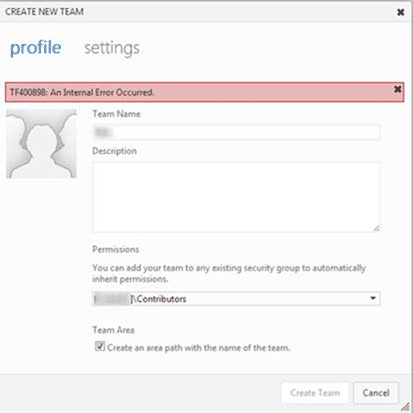 CREATE NEW TEAM
profile settings
TF400898: An Internal Error Occurred.
Team Name
Description
Permissions
You can add your team to any existing security group to automatically
inherit permissions.
]\Contributors
Team Area
Create an area path with the name of the team.
Create Team Cancel